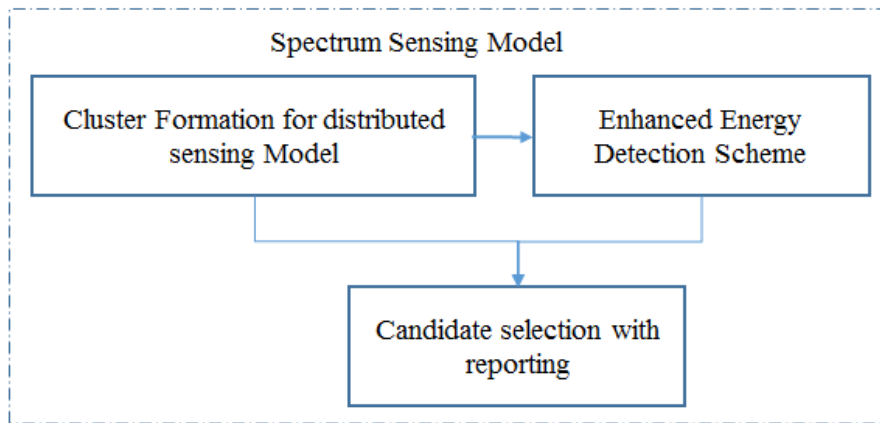 Spectrum Sensing Model
Cluster Formation for distributed
sensing Model
Enhanced Energy
Detection Scheme
Candidate selection with
reporting